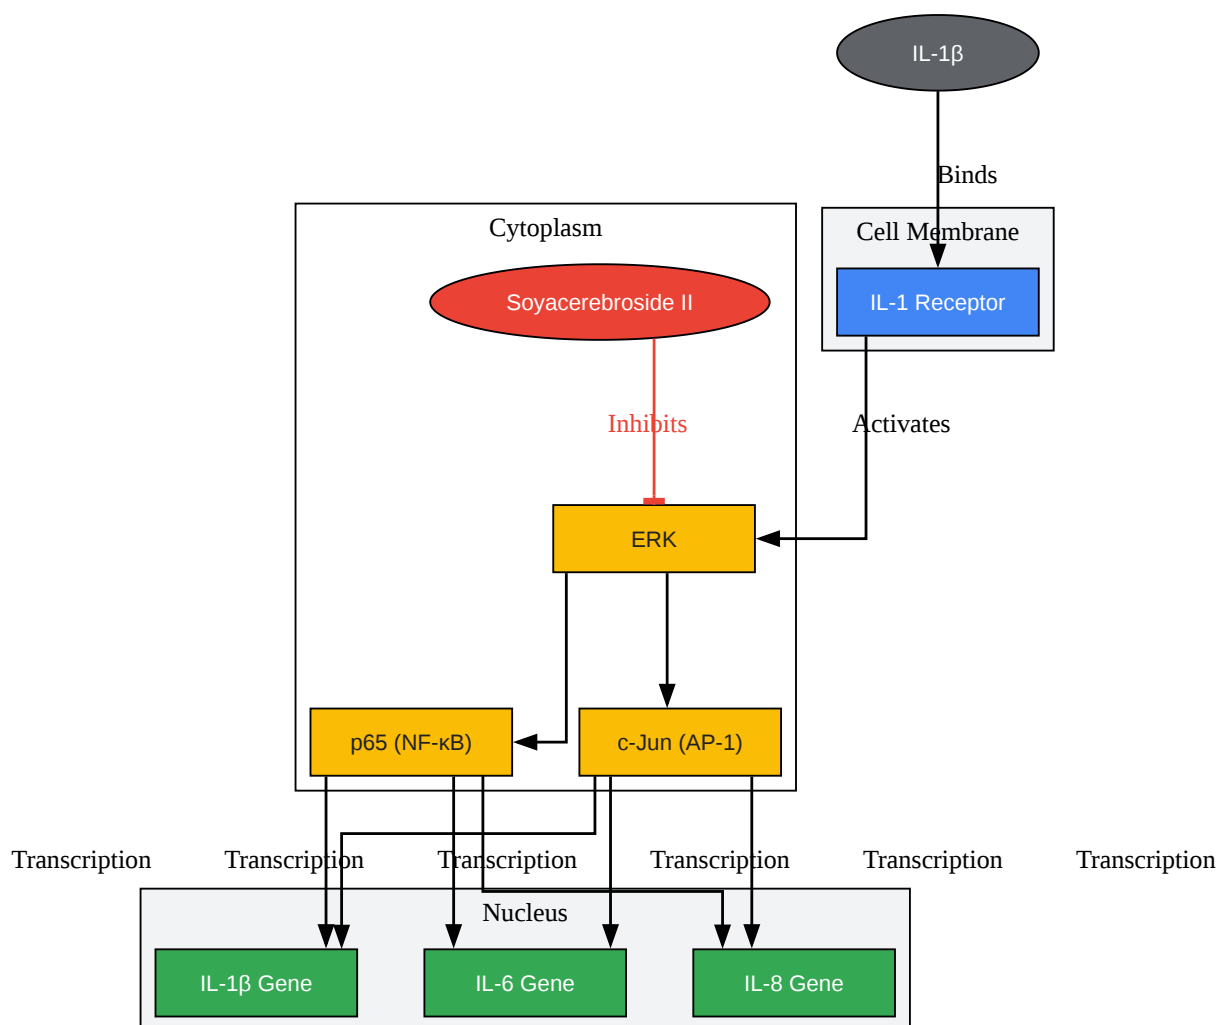 IL-1β
Binds
Cytoplasm
Cell Membrane
Soyacerebroside II
IL-1 Receptor
Inhibits
Activates
ERK
p65 (NF-κB)
c-Jun (AP-1)
Transcription
Transcription
Transcription
Transcription
Transcription
Transcription
Nucleus
IL-1β Gene
IL-6 Gene
IL-8 Gene